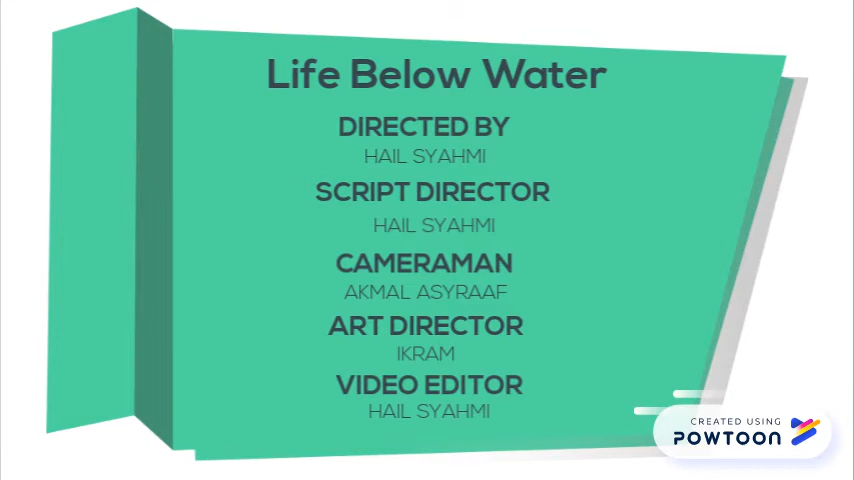 Life Below Water
DIRECTED BY
HAIL SYAHMI
SCRIPT DIRECTOR
HAIL SYAHMI
CAMERAMAN
AKMAL ASYRAAF
ART DIRECTOR
IKRAM
VIDEO EDITOR
HAIL SYAHMI
CREATED USING
POWTOON